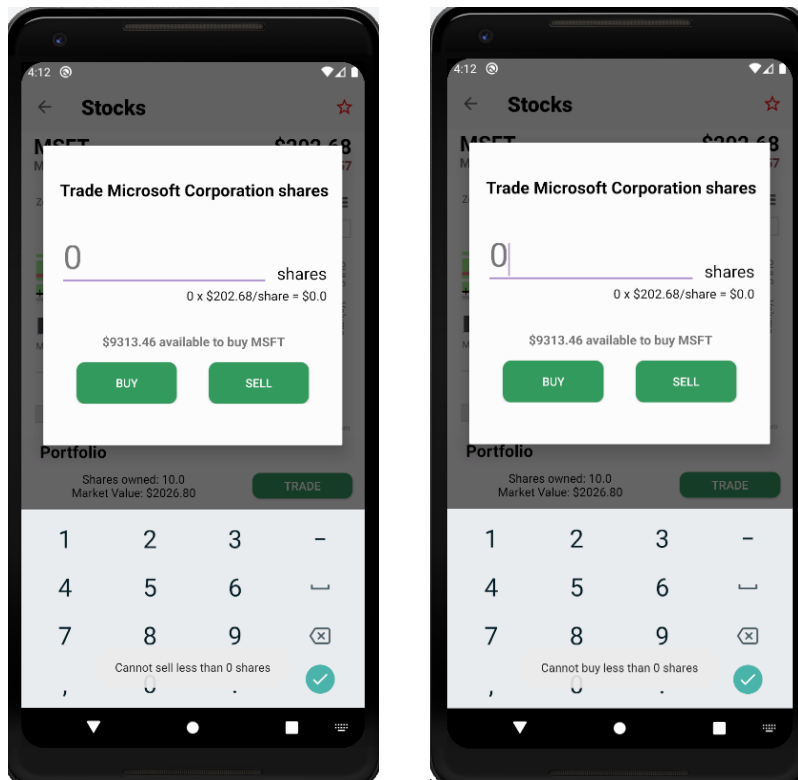 4:12
Stocks
MSFT $202.68
Trade Microsoft Corporation shares
0
shares
0 x $202.68/share = $0.0
$9313.46 available to buy MSFT
BUY SELL
Portfolio
Shares owned: 10.0
Market Value: $2026.80
TRADE
1 2 3 -
4 5 6
7 8 9
Cannot sell less than 0 shares
, 0 .
4:12
Stocks
MSFT $202.68
Trade Microsoft Corporation shares
0
shares
0 x $202.68/share = $0.0
$9313.46 available to buy MSFT
BUY SELL
Portfolio
Shares owned: 10.0
Market Value: $2026.80
TRADE
1 2 3 -
4 5 6
7 8 9
Cannot buy less than 0 shares
, 0 .